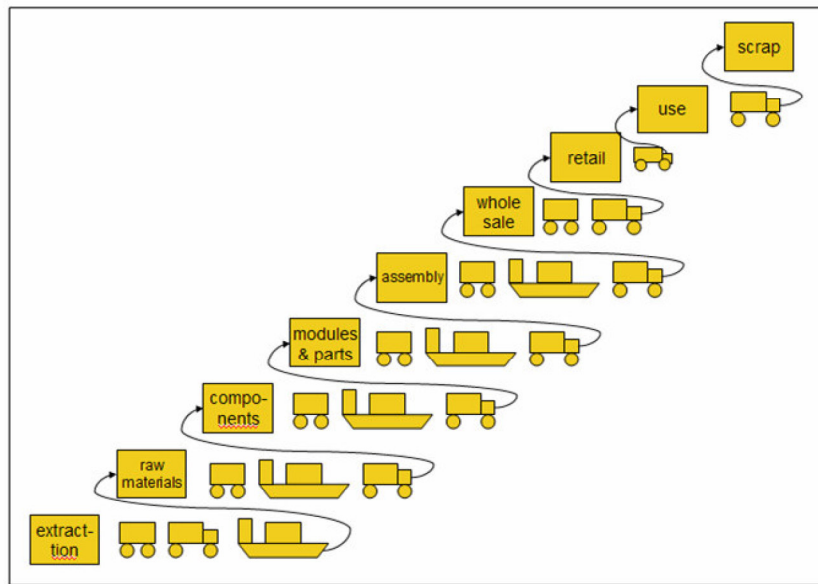 scrap
use
retail
whole
sale
assembly
modules
& parts
compo-
nents
raw
materials
extract-
tion